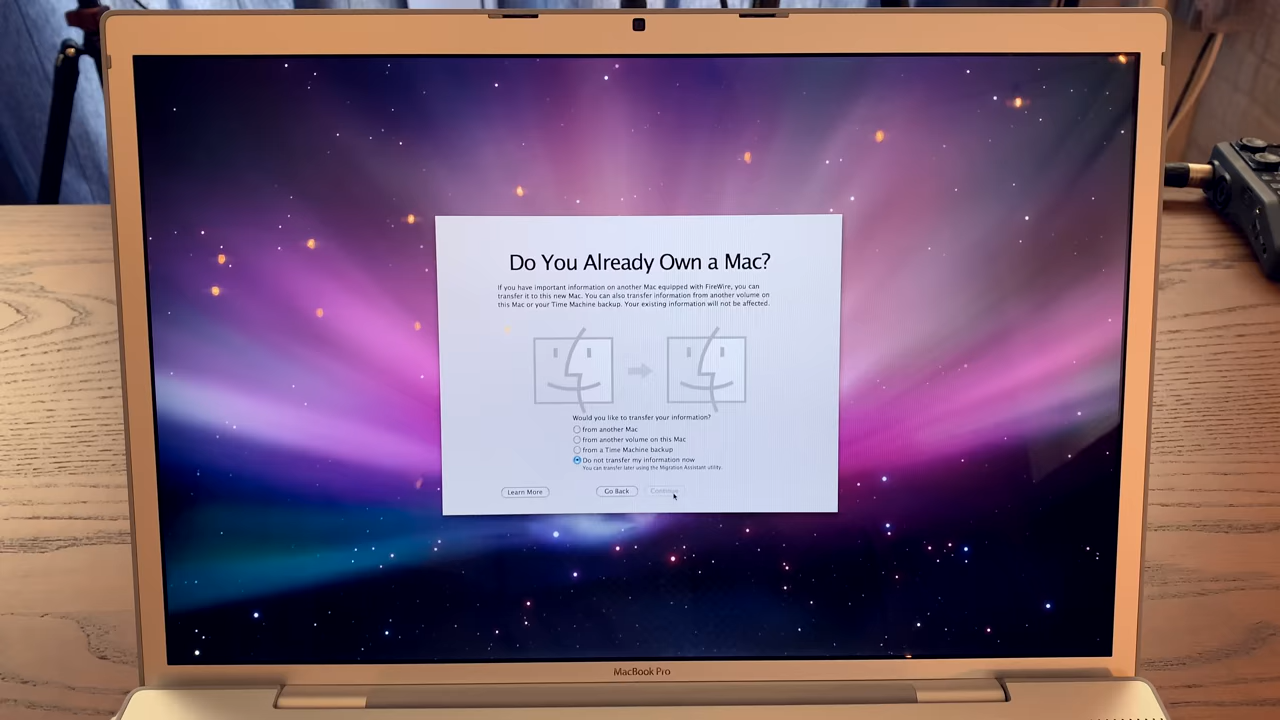 Do You Already Own a Mac?
If you have important information on another Mac equipped with FireWire, you can
transfer it to this new Mac. You can also transfer information from another volume on
this Mac or your Time Machine backup. Your existing information will not be affected.
Would you like to transfer your information?
from another Mac
from another volume on this Mac
from a Time Machine backup
Do not transfer my information now
You can transfer later using the Migration Assistant utility.
Learn More
Go Back
Continue
MacBook Pro